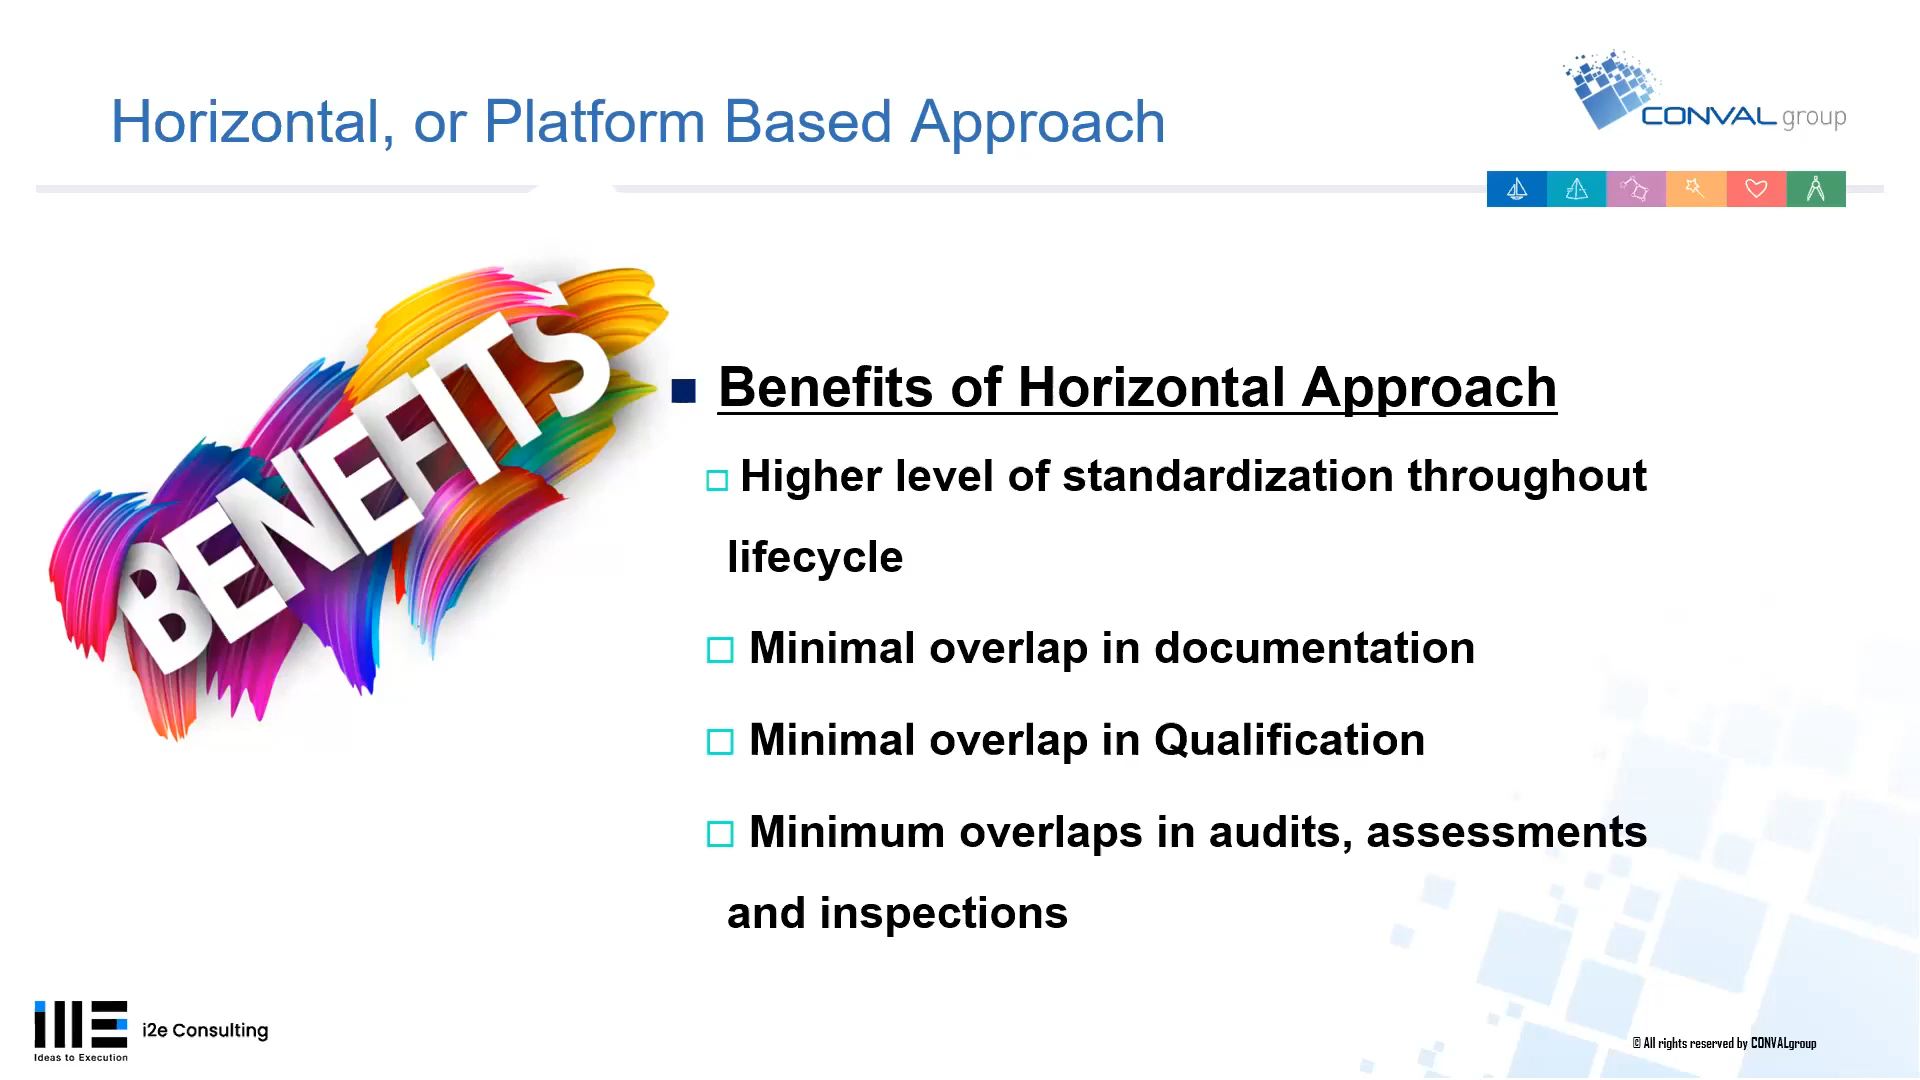 Horizontal, or Platform Based Approach
CONVAL group
BENEFITS
Benefits of Horizontal Approach
Higher level of standardization throughout
lifecycle
Minimal overlap in documentation
Minimal overlap in Qualification
Minimum overlaps in audits, assessments
and inspections
i2e Consulting
Ideas to Execution
© All rights reserved by CONVALgroup